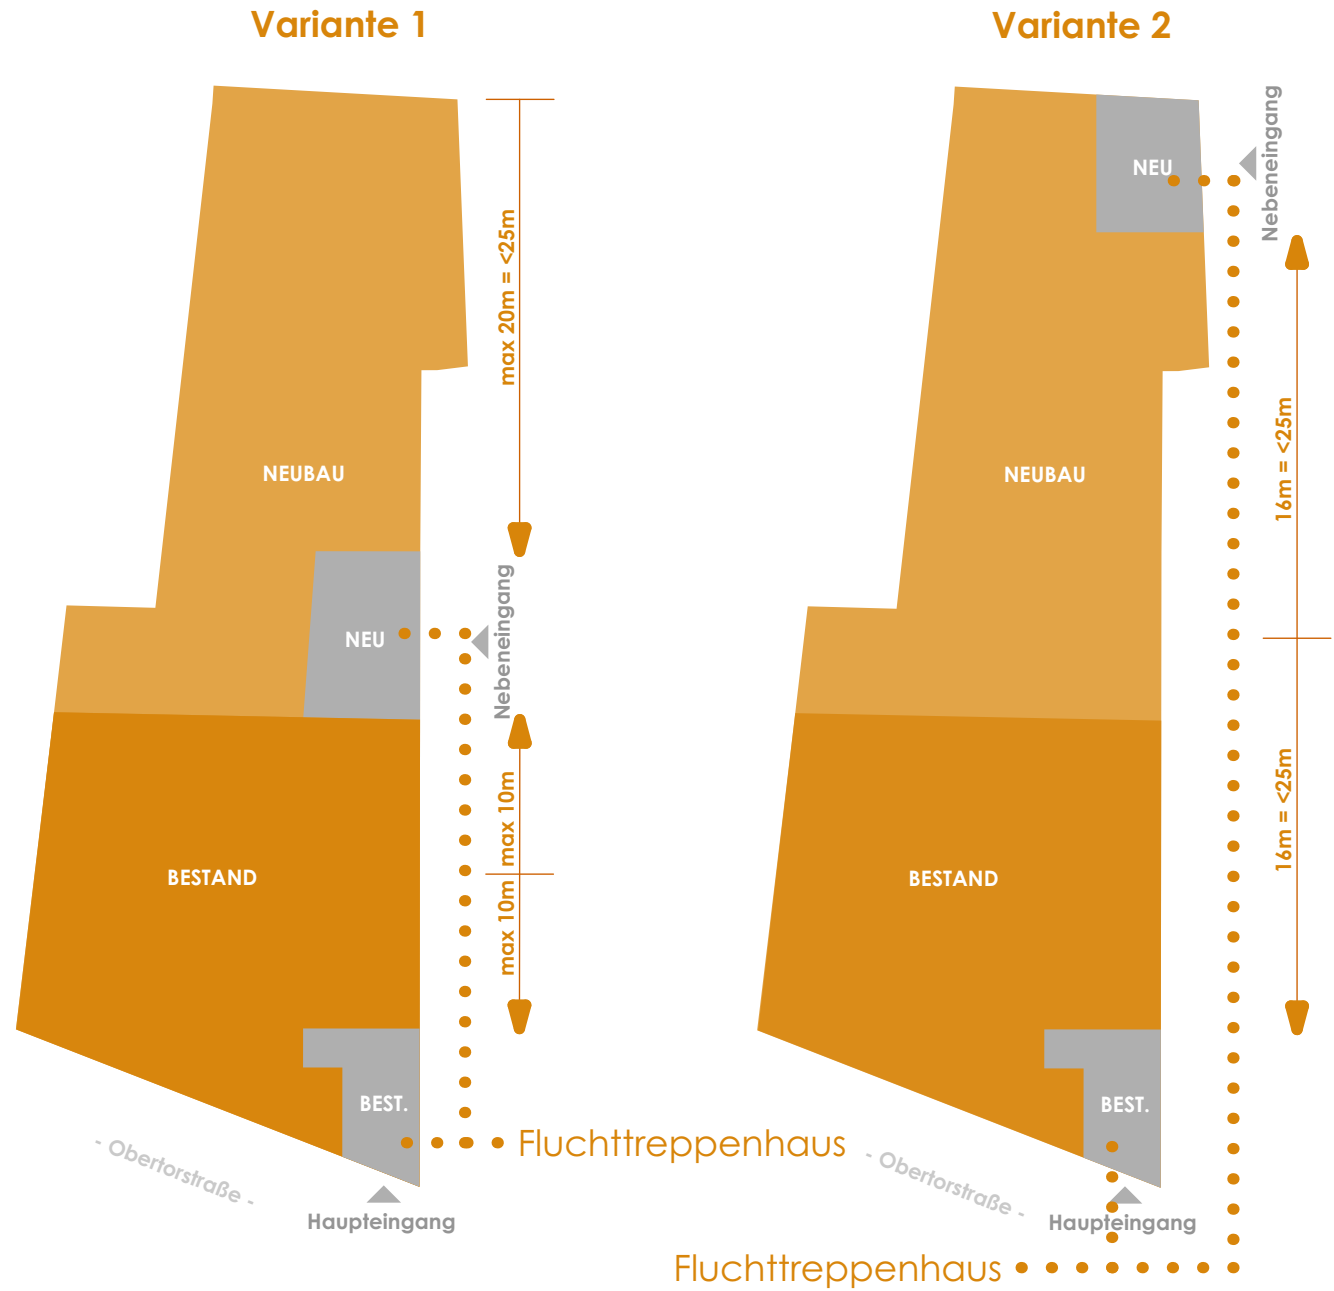 Variante 1
max 20m = <25m
NEUBAU
Nebeneingang
NEU
max 10m
BESTAND
max 10m
BEST.
Fluchttreppenhaus
- Obertorstraße -
Haupteingang
Variante 2
Nebeneingang
NEU
16m = <25m
NEUBAU
16m = <25m
BESTAND
BEST.
- Obertorstraße -
Haupteingang
Fluchttreppenhaus